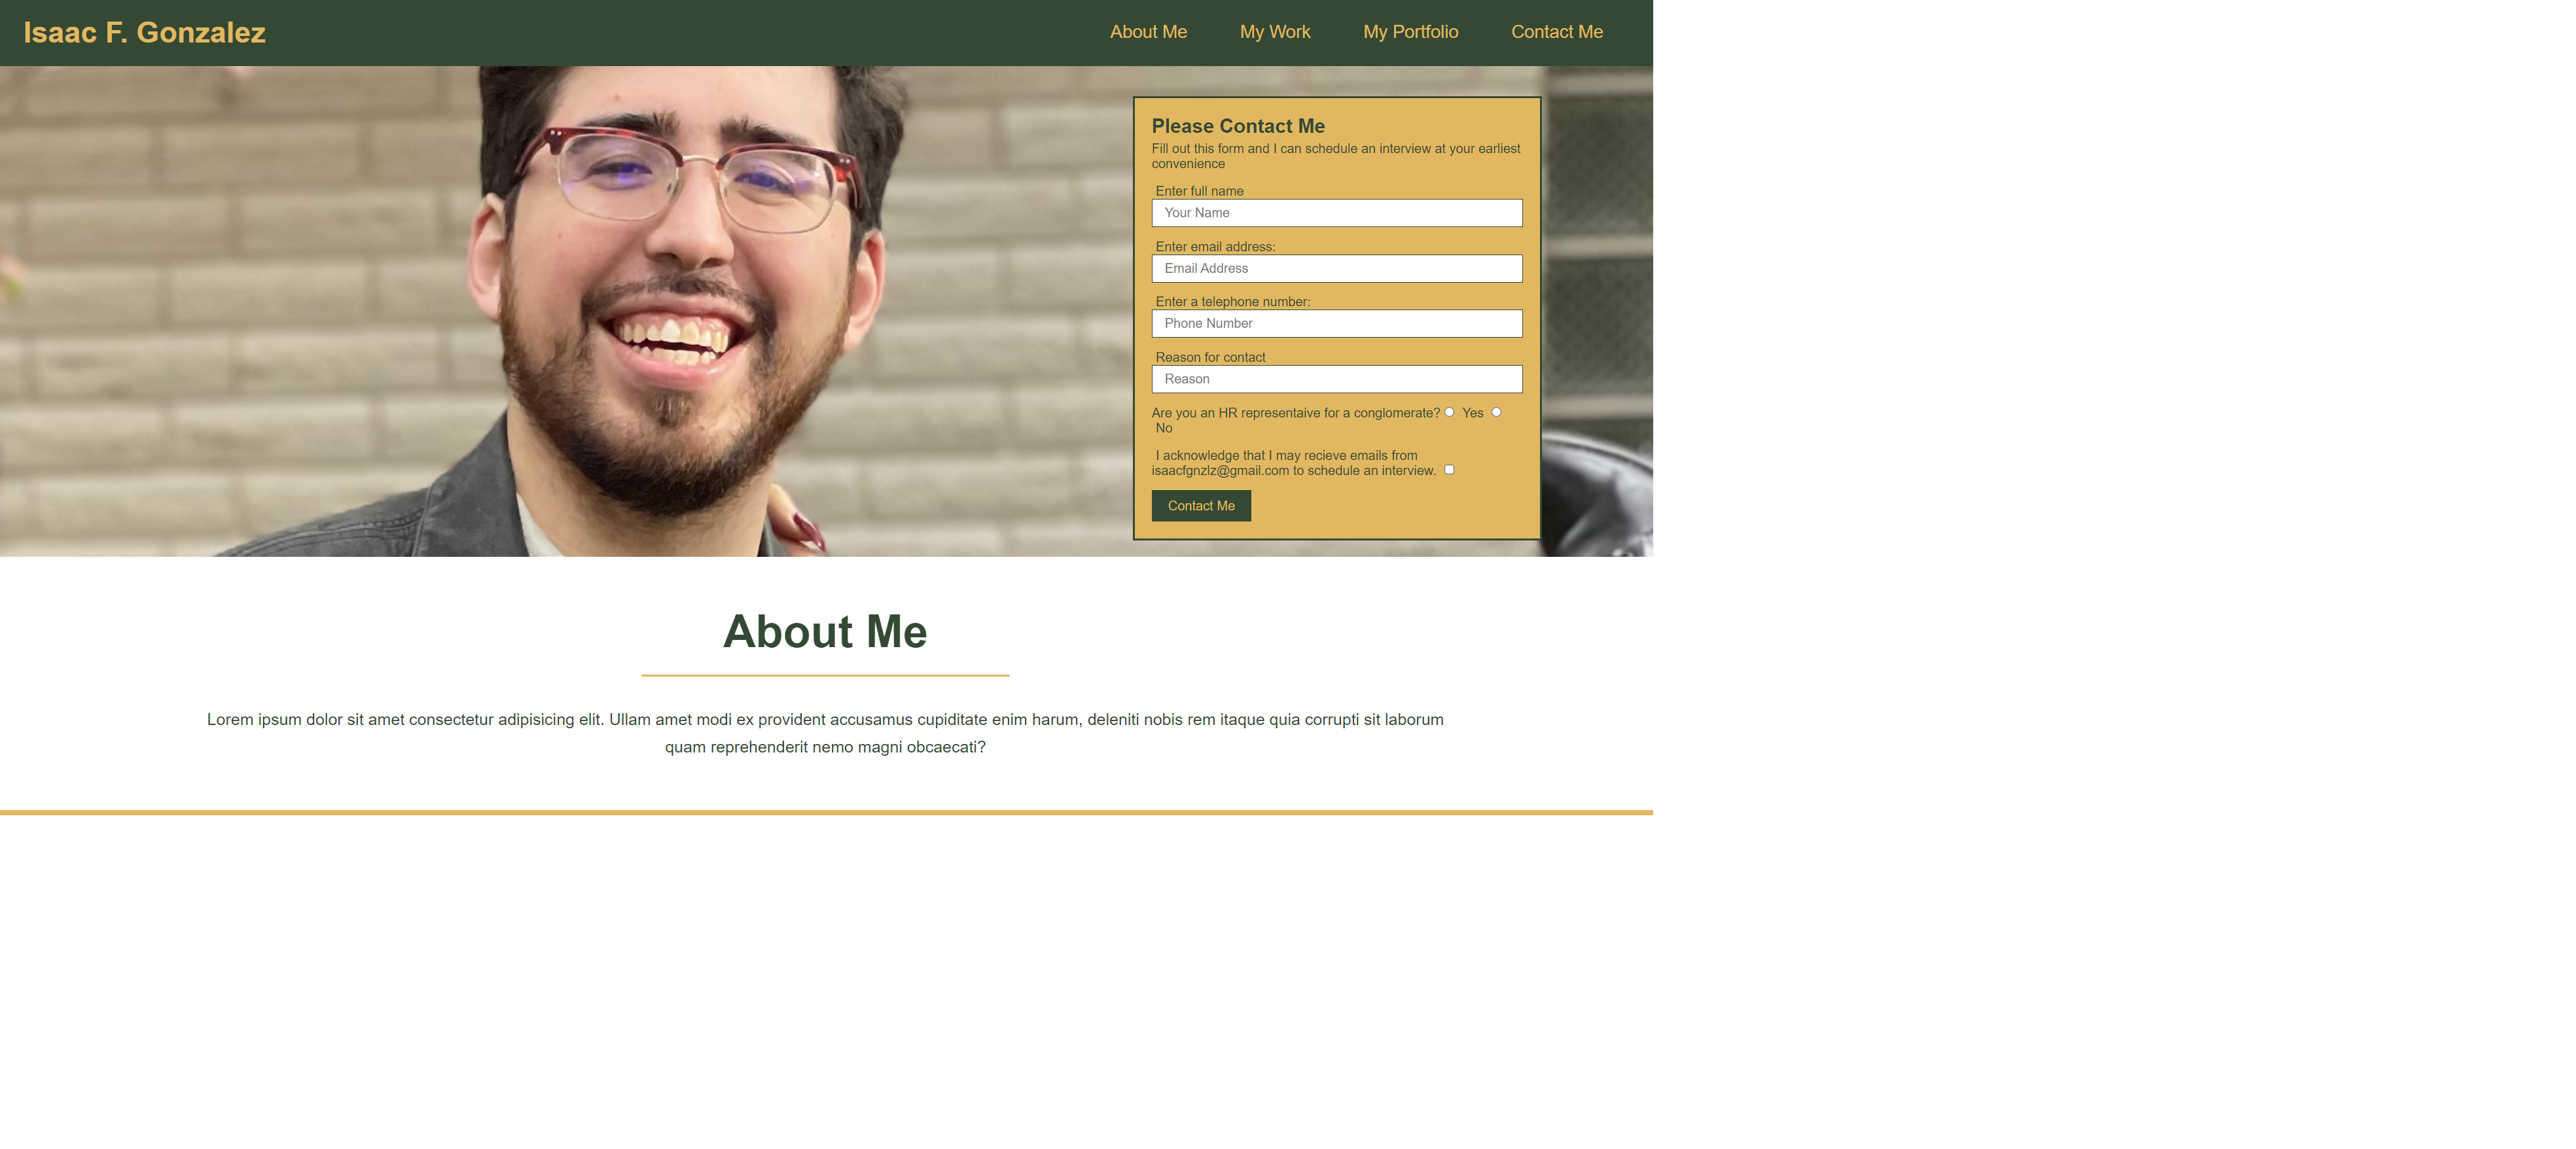 Isaac F. Gonzalez
About Me
My Work
My Portfolio
Contact Me
Please Contact Me
Fill out this form and I can schedule an interview at your earliest
convenience
Enter full name
Your Name
Enter email address:
Email Address
Enter a telephone number:
Phone Number
Reason for contact
Reason
Are you an HR representaive for a conglomerate? Yes
No
I acknowledge that I may recieve emails from
isaacfgnzlz@gmail.com to schedule an interview.
Contact Me
About Me
Lorem ipsum dolor sit amet consectetur adipisicing elit. Ullam amet modi ex provident accusamus cupiditate enim harum, deleniti nobis rem itaque quia corrupti sit laborum
quam reprehenderit nemo magni obcaecati?